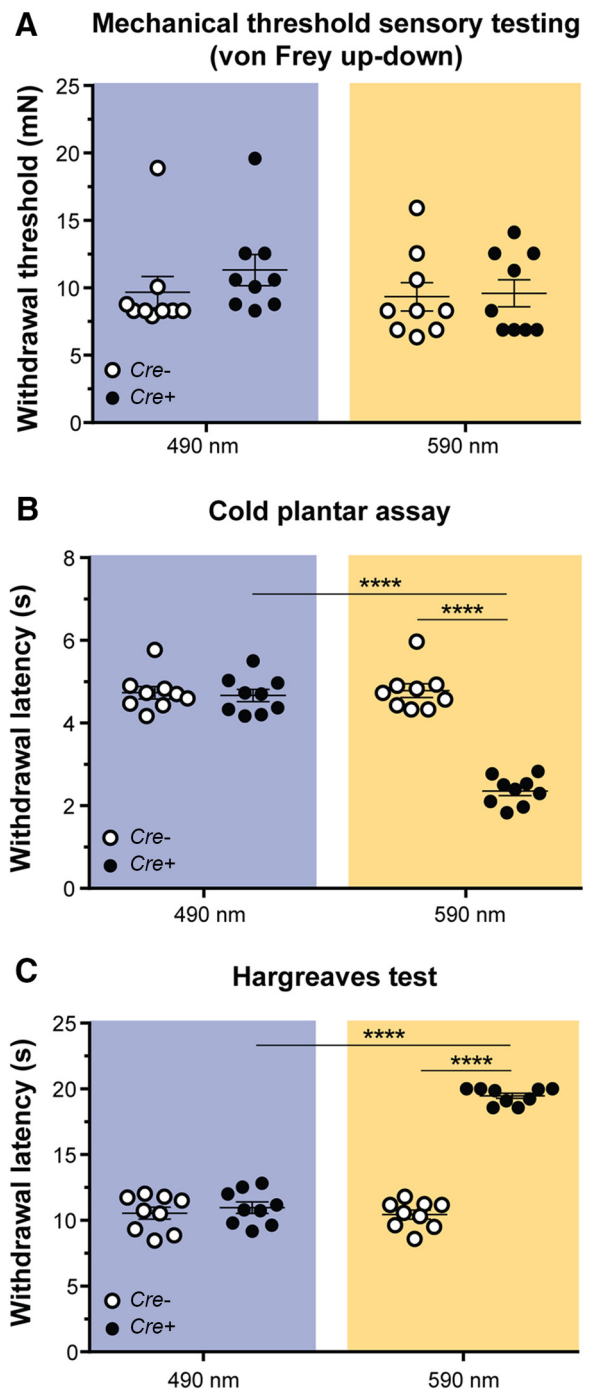 A
Mechanical threshold sensory testing
(von Frey up-down)
Withdrawal threshold (mN)
25
20
15
10
5
0
Cre-
Cre+
490 nm
590 nm
B
Cold plantar assay
Withdrawal latency (s)
8
6
4
2
0
****
****
Cre-
Cre+
490 nm
590 nm
C
Hargreaves test
Withdrawal latency (s)
25
20
15
10
5
0
****
****
Cre-
Cre+
490 nm
590 nm